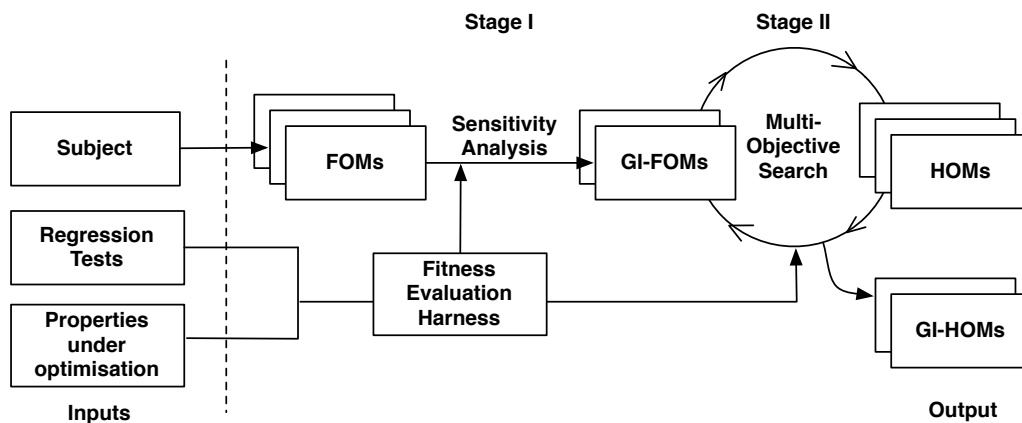 Stage I
Stage II
Subject
FOMs
Sensitivity
Analysis
GI-FOMs
Multi-
Objective
Search
HOMs
Regression
Tests
Fitness
Evaluation
Harness
Properties
under
optimisation
GI-HOMs
Inputs
Output